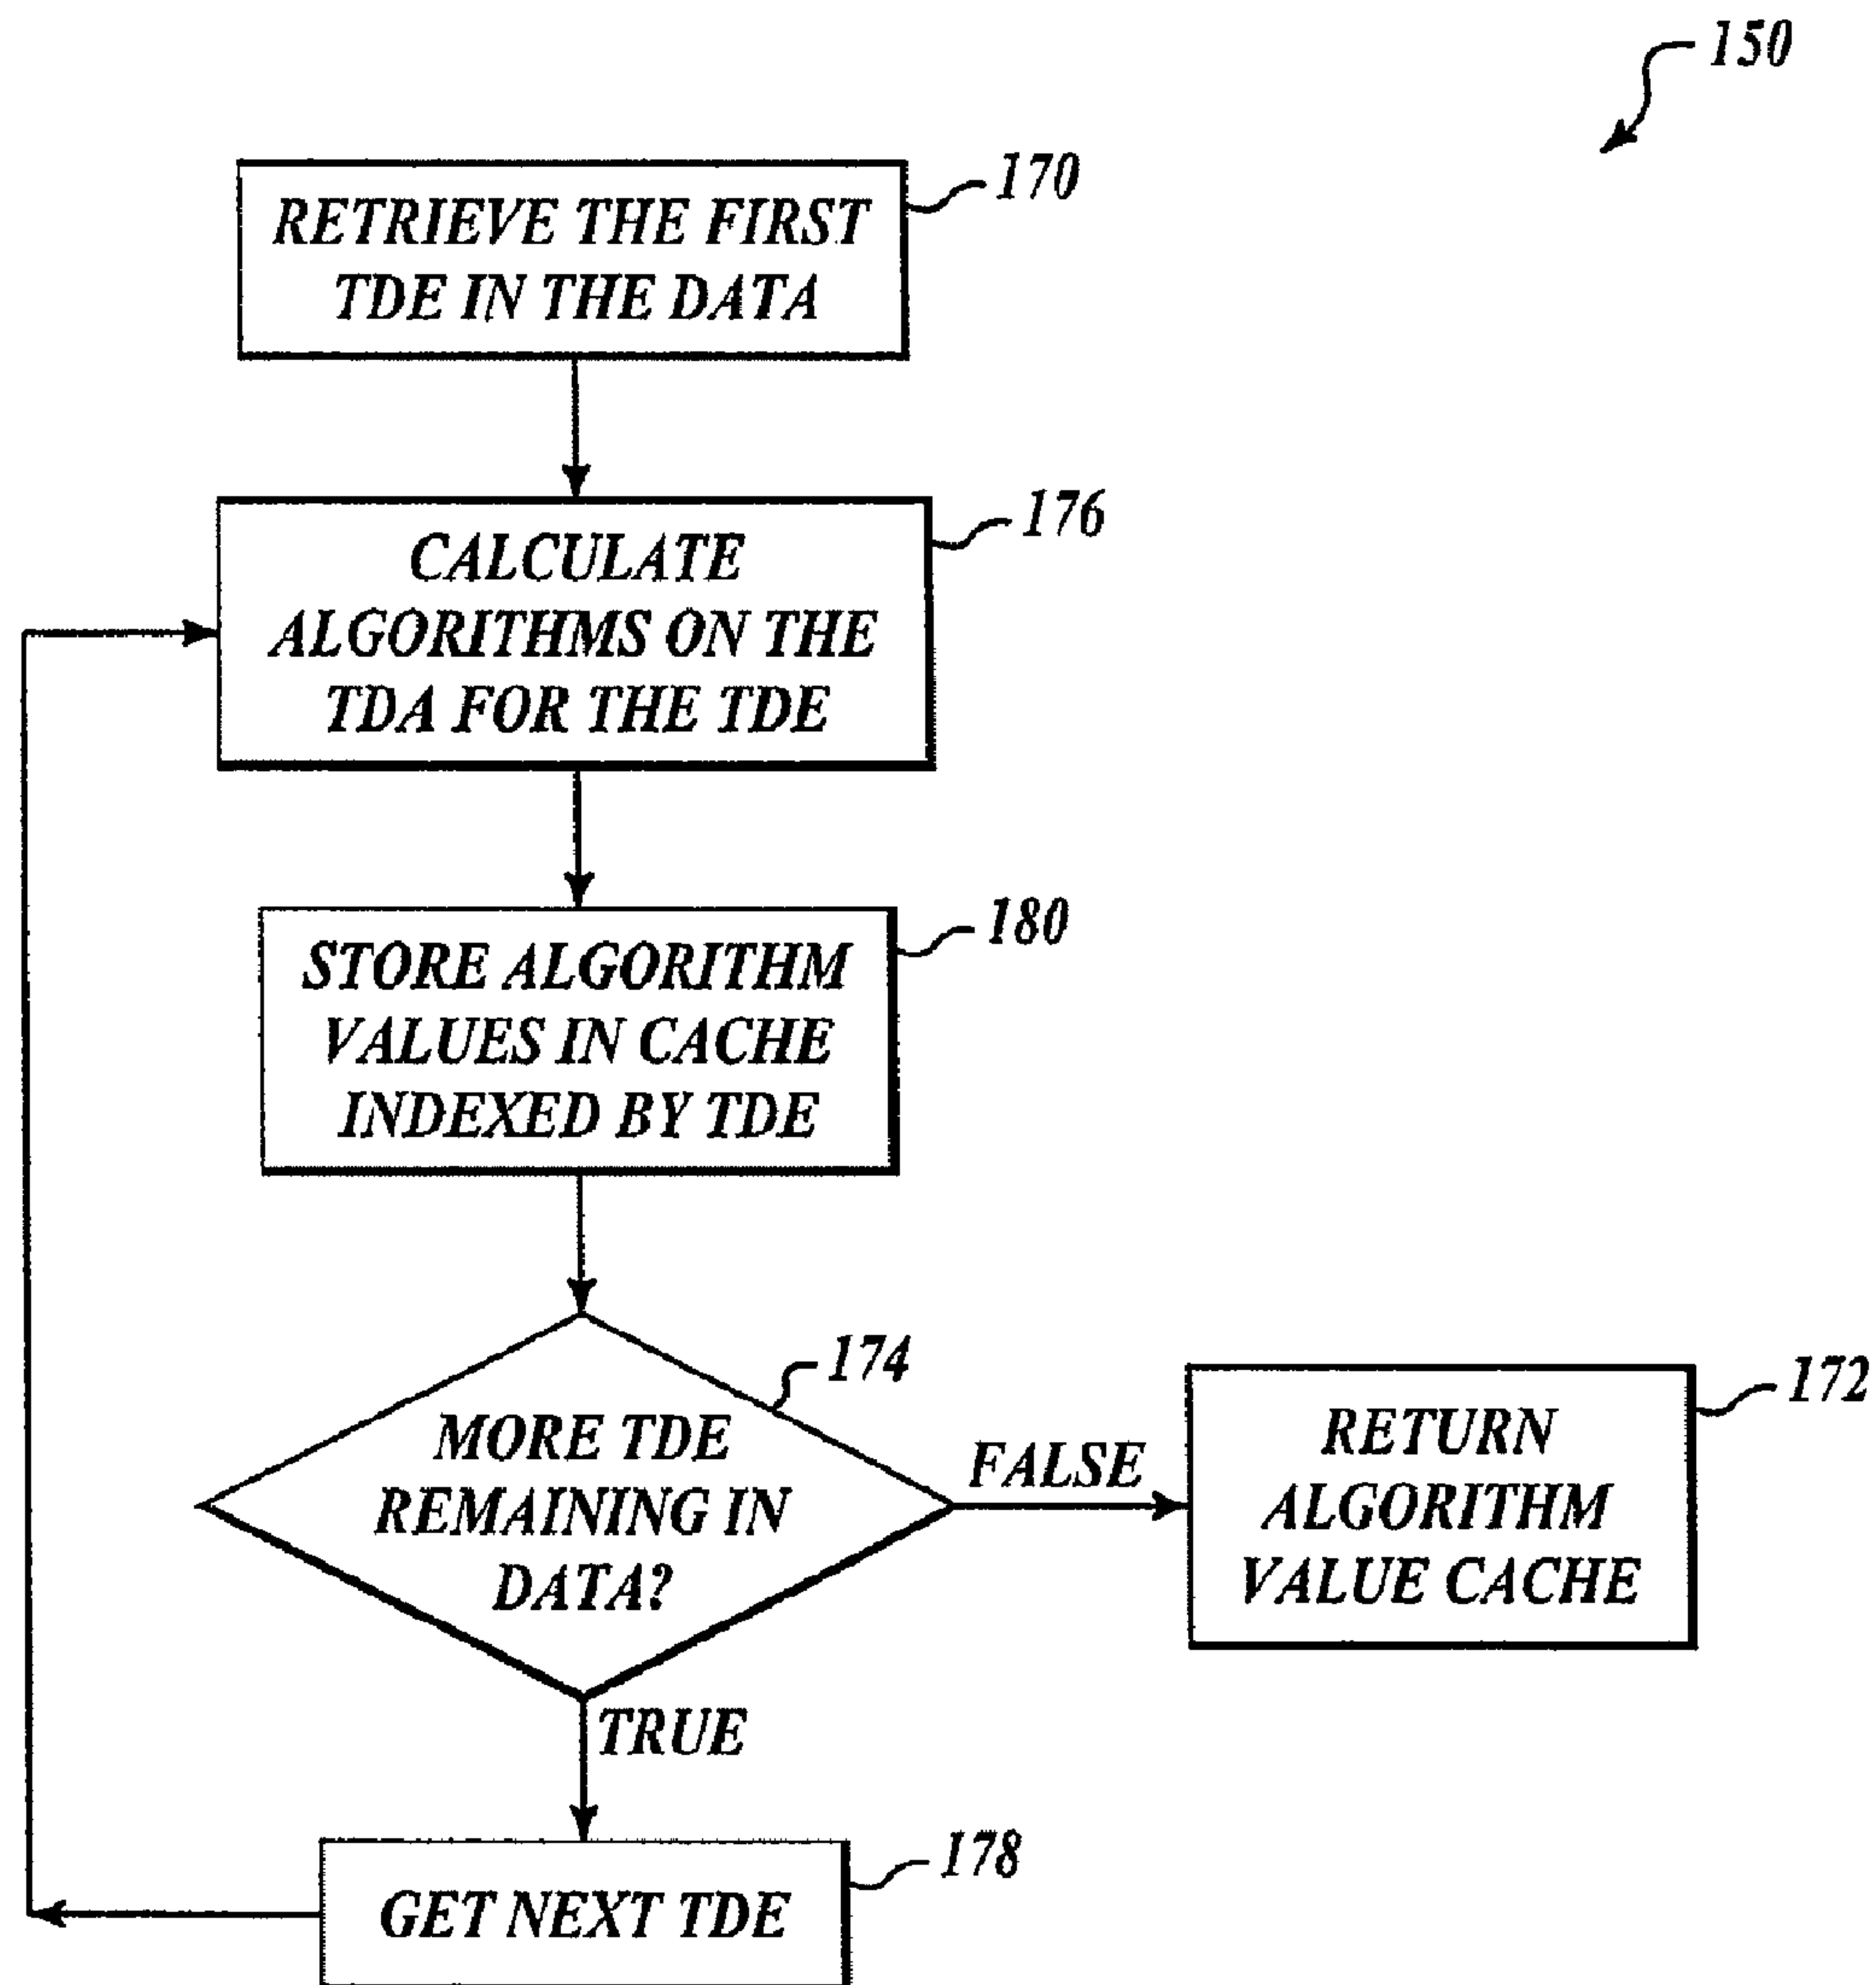 150
170
RETRIEVE THE FIRST
TDE IN THE DATA
176
CALCULATE
ALGORITHMS ON THE
TDA FOR THE TDE
180
STORE ALGORITHM
VALUES IN CACHE
INDEXED BY TDE
174
MORE TDE
REMAINING IN
DATA?
FALSE
172
RETURN
ALGORITHM
VALUE CACHE
TRUE
178
GET NEXT TDE